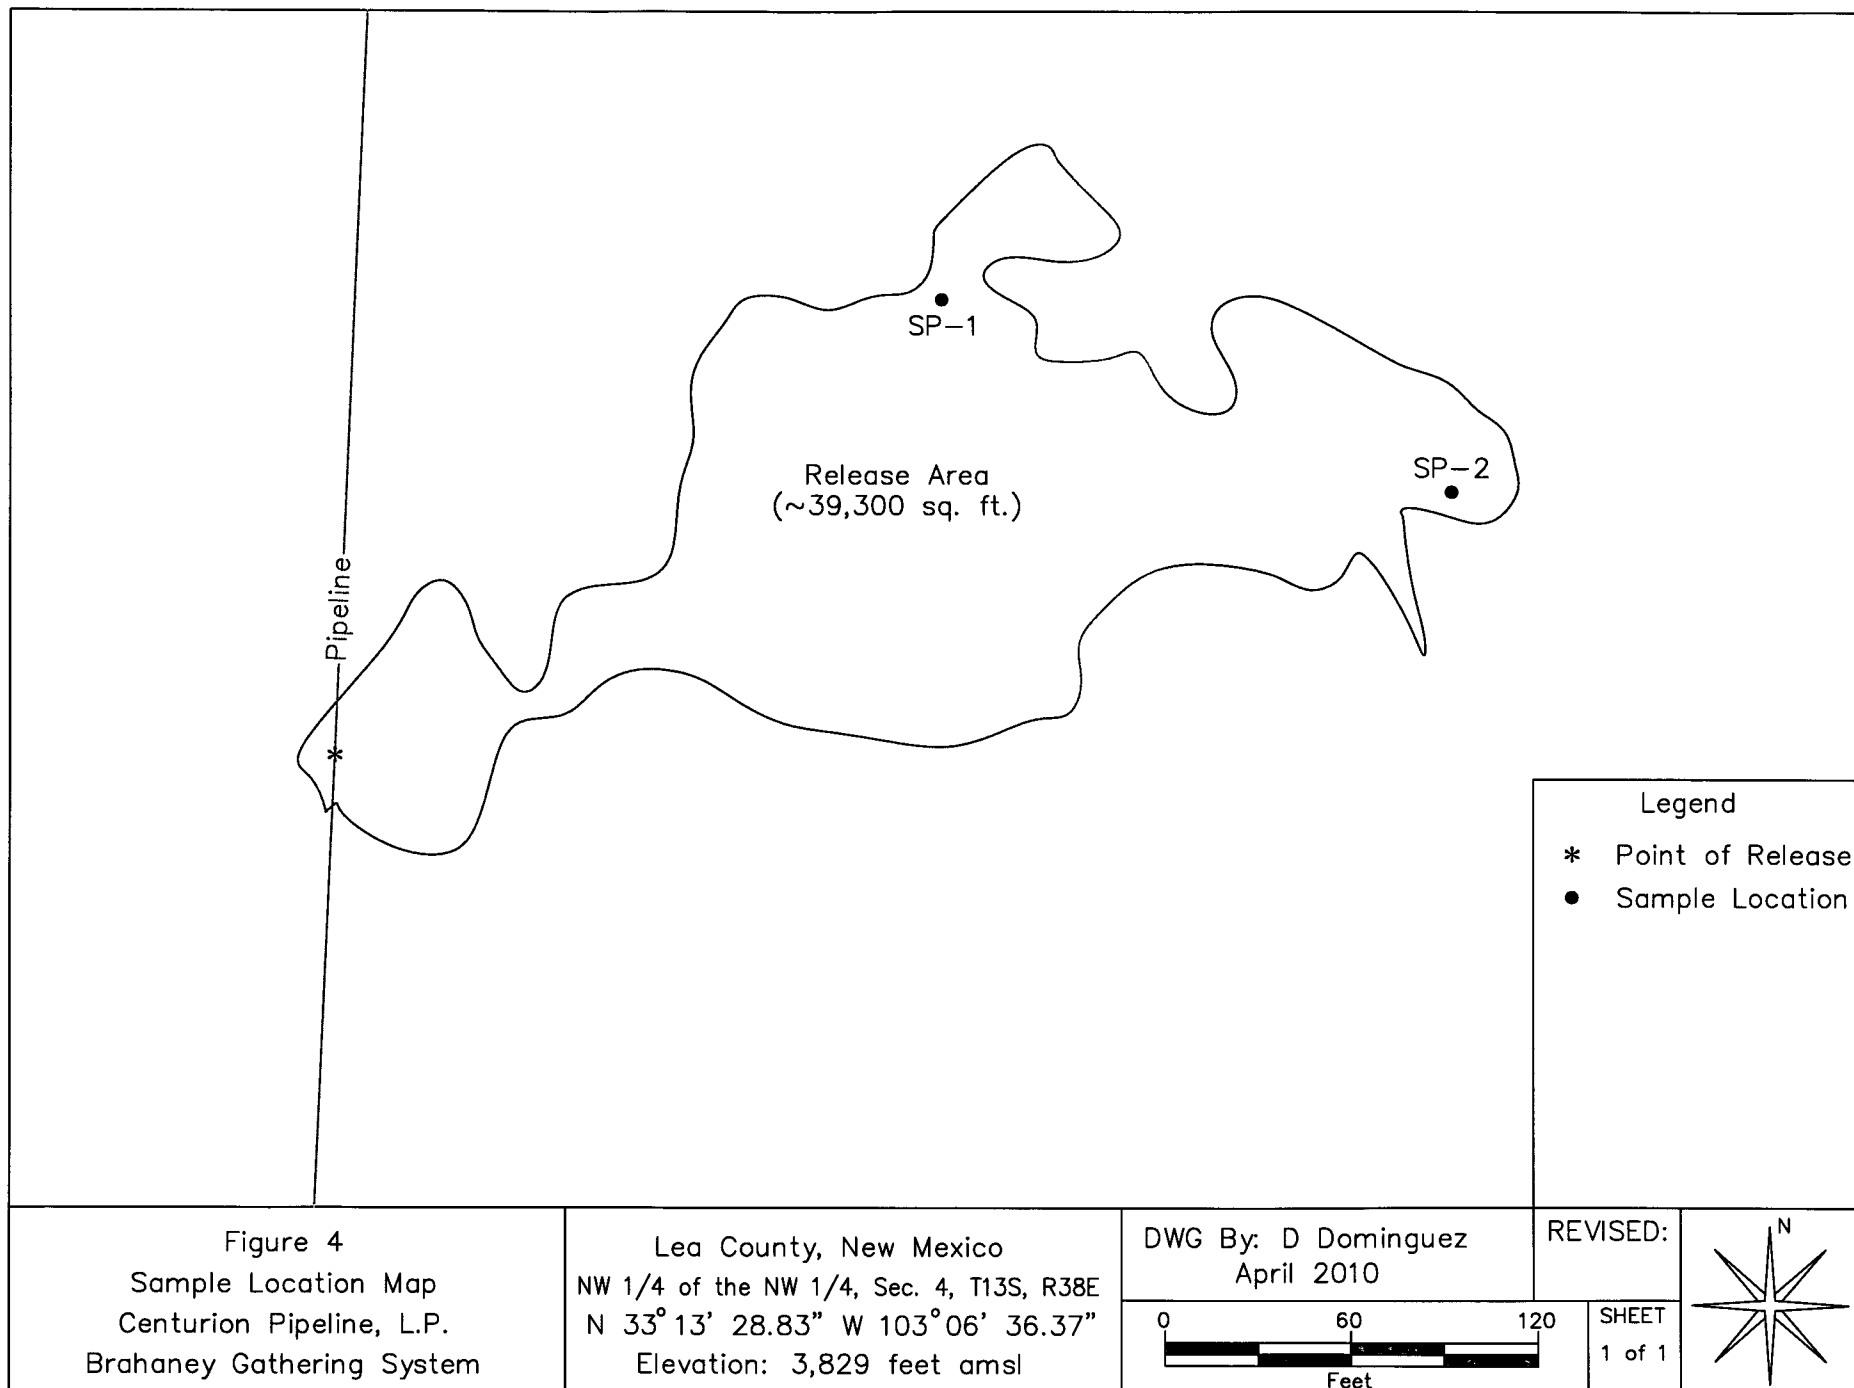 SP-1
SP-2
Release Area
(~39,300 sq. ft.)
Pipeline
*
Legend
* Point of Release
● Sample Location
Figure 4
Sample Location Map
Centurion Pipeline, L.P.
Brahaney Gathering System
Lea County, New Mexico
NW 1/4 of the NW 1/4, Sec. 4, T13S, R38E
N 33° 13' 28.83" W 103° 06' 36.37"
Elevation: 3,829 feet amsl
DWG By: D Dominguez
April 2010
REVISED:
0 60 120
Feet
SHEET
1 of 1
N